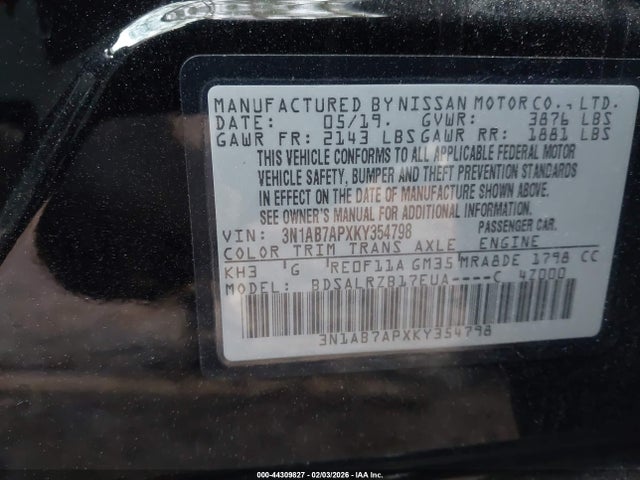 MANUFACTURED BY NISSAN MOTOR CO., LTD.
DATE: 05/19. GVWR: 3876 LBS
GAWR FR: 2143 LBS GAWR RR: 1881 LBS
THIS VEHICLE CONFORMS TO ALL APPLICABLE FEDERAL MOTOR
VEHICLE SAFETY, BUMPER AND THEFT PREVENTION STANDARDS
IN EFFECT ON THE DATE OF MANUFACTURE SHOWN ABOVE.
SEE OWNER'S MANUAL FOR ADDITIONAL INFORMATION.
VIN: 3N1AB7APXKY354798 PASSENGER CAR.
COLOR TRIM TRANS AXLE ENGINE
KH3 G RE0F11A GM35 MRA8DE 1798 CC
MODEL: BDSALRZB17EUA----C 4Z000
3N1AB7APXKY354798
000-44309827 - 02/03/2026 - IAA Inc.